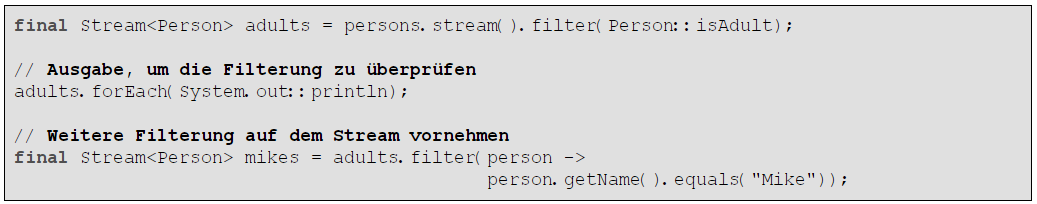 final Stream<Person> adults = persons.stream().filter(Person::isAdult);
// Ausgabe, um die Filterung zu überprüfen
adults.forEach(System.out::println);
// Weitere Filterung auf dem Stream vornehmen
final Stream<Person> mikes = adults.filter(person ->
person.getName().equals("Mike"));